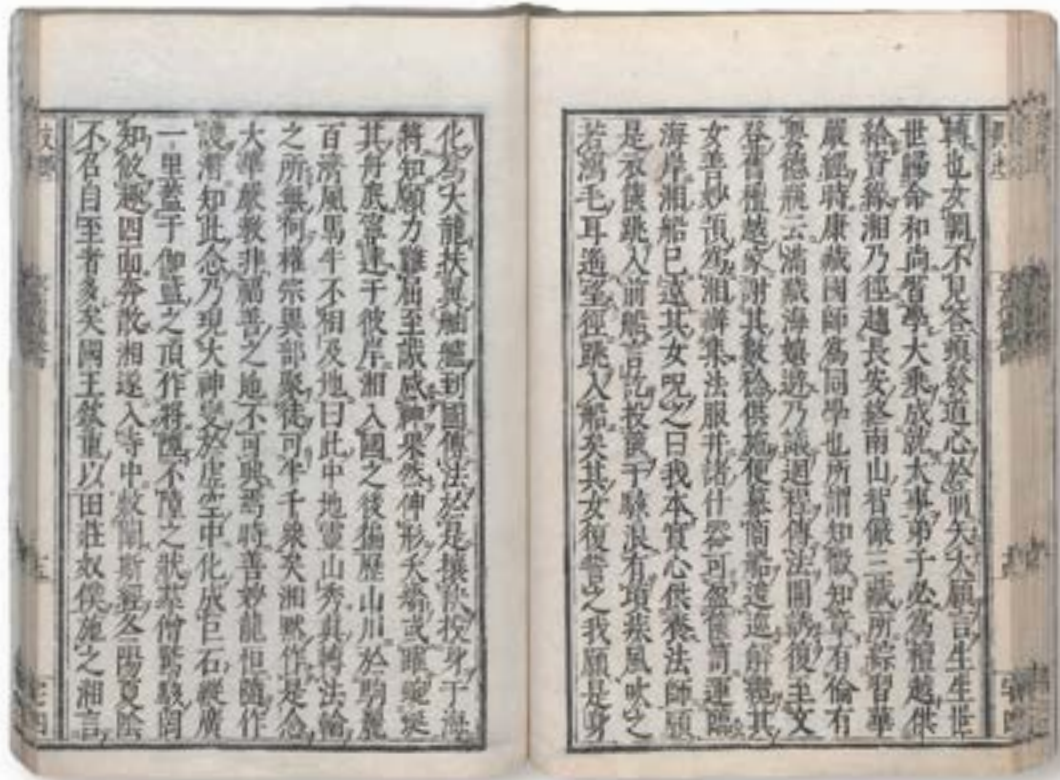 轉也女調不見答頓發道心於前矢大願言生生世
世歸命和尚習學大乘成就大事弟子必爲檀越供
給資緣湘乃徑趨長安終南山智儼三藏所綜習華
嚴經時康藏國師爲同學也所謂知微知章有倫有
要德瓶云滿藏海嬉遊乃議迴程傳法開誘復至文
登舊檀越家謝其數稔供施便慕商船逡巡解纜其
女善妙預爲湘辦集法服并諸什器可盈篋笥運臨
海岸湘船已遠其女呪之曰我本實心供養法師願
是衣篋跳入前船言訖投篋于駭浪有頃疾風吹之
若鴻毛耳遙望徑跳入船矣其女復誓之我願是身
化爲大龍扶翼舳艫到國傳法於是攘袂投身于海
將知願力難屈至誠感神果然伸形夭矯或躍蜿蜒
其舟底寧達于彼岸湘入國之後徧歷山川於駒麗
百濟風馬牛不相及地曰此中地靈山秀真轉法輪
之所無何權宗異部聚徒可半千衆矣湘默作是念
大華嚴教非福善之地不可興焉時善妙龍恒隨作
護潛知此念乃現大神變於虛空中化成巨石縱廣
一里蓋于伽藍之頂作將墮不墮之狀羣僧驚駭罔
知攸趣四面奔散湘遂入寺中敷闡斯經冬陽夏陰
不召自至者多矣國王欽重以田莊奴僕施之湘言